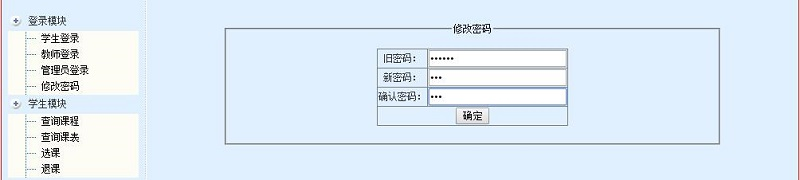 登录模块
学生登录
教师登录
管理员登录
修改密码
学生模块
查询课程
查询课表
选课
退课
修改密码
旧密码： ••••••
新密码： •••
确认密码： •••
确定